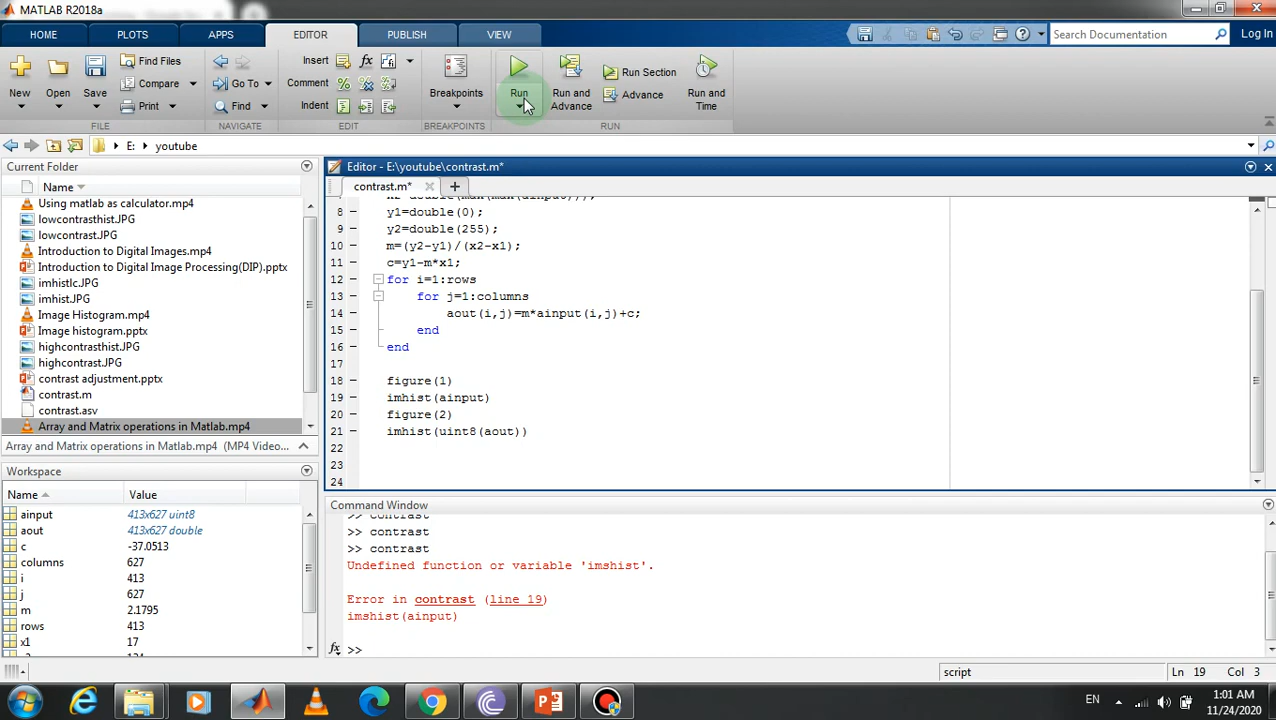 MATLAB R2018a
HOME PLOTS APPS EDITOR PUBLISH VIEW
Search Documentation Log In
New Open Save Find Files Compare Print
Go To Find
Insert fx Comment % Indent
Breakpoints Run Run and Advance Run Section Advance Run and Time
FILE NAVIGATE EDIT BREAKPOINTS RUN
E: youtube
Current Folder
Name
Using matlab as calculator.mp4
lowcontrasthist.JPG
lowcontrast.JPG
Introduction to Digital Images.mp4
Introduction to Digital Image Processing(DIP).pptx
imhistlc.JPG
imhist.JPG
Image Histogram.mp4
Image histogram.pptx
highcontrasthist.JPG
highcontrast.JPG
contrast adjustment.pptx
contrast.m
contrast.asv
Array and Matrix operations in Matlab.mp4
Array and Matrix operations in Matlab.mp4 (MP4 Video...
Workspace
Name Value
ainput 413x627 uint8
aout 413x627 double
c -37.0513
columns 627
i 413
j 627
m 2.1795
rows 413
x1 17
Editor - E:\youtube\contrast.m*
contrast.m*
8 y1=double(0);
9 y2=double(255);
10 m=(y2-y1)/(x2-x1);
11 c=y1-m*x1;
12 for i=1:rows
13 for j=1:columns
14 aout(i,j)=m*ainput(i,j)+c;
15 end
16 end
17
18 figure(1)
19 imhist(ainput)
20 figure(2)
21 imhist(uint8(aout))
22
23
24
Command Window
>> contrast
>> contrast
>> contrast
Undefined function or variable 'imshist'.
Error in contrast (line 19)
imshist(ainput)
fx >>
script Ln 19 Col 3
EN 1:01 AM
11/24/2020